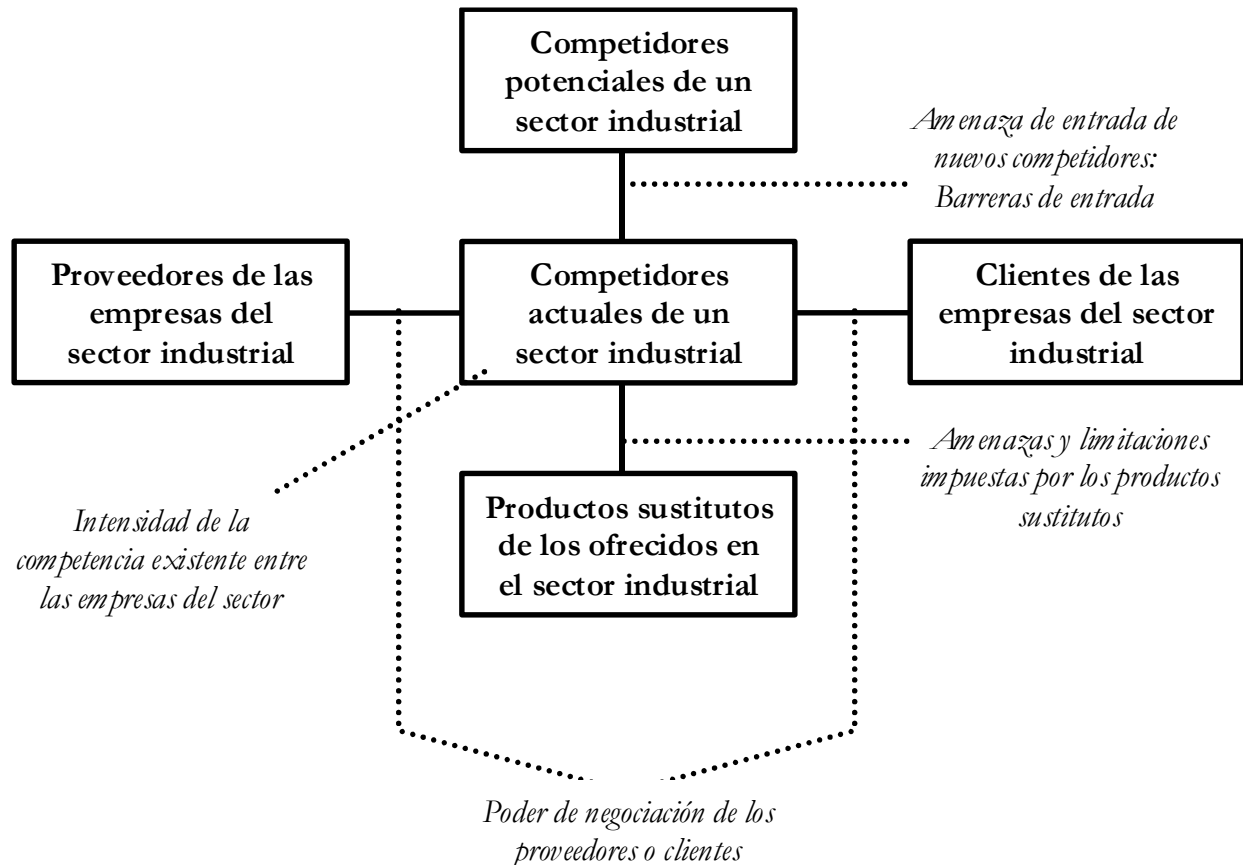 Competidores
potenciales de un
sector industrial
Amenaza de entrada de
nuevos competidores:
Barreras de entrada
Proveedores de las
empresas del
sector industrial
Competidores
actuales de un
sector industrial
Clientes de las
empresas del sector
industrial
Amenazas y limitaciones
impuestas por los productos
sustitutos
Intensidad de la
competencia existente entre
las empresas del sector
Productos sustitutos
de los ofrecidos en
el sector industrial
Poder de negociación de los
proveedores o clientes